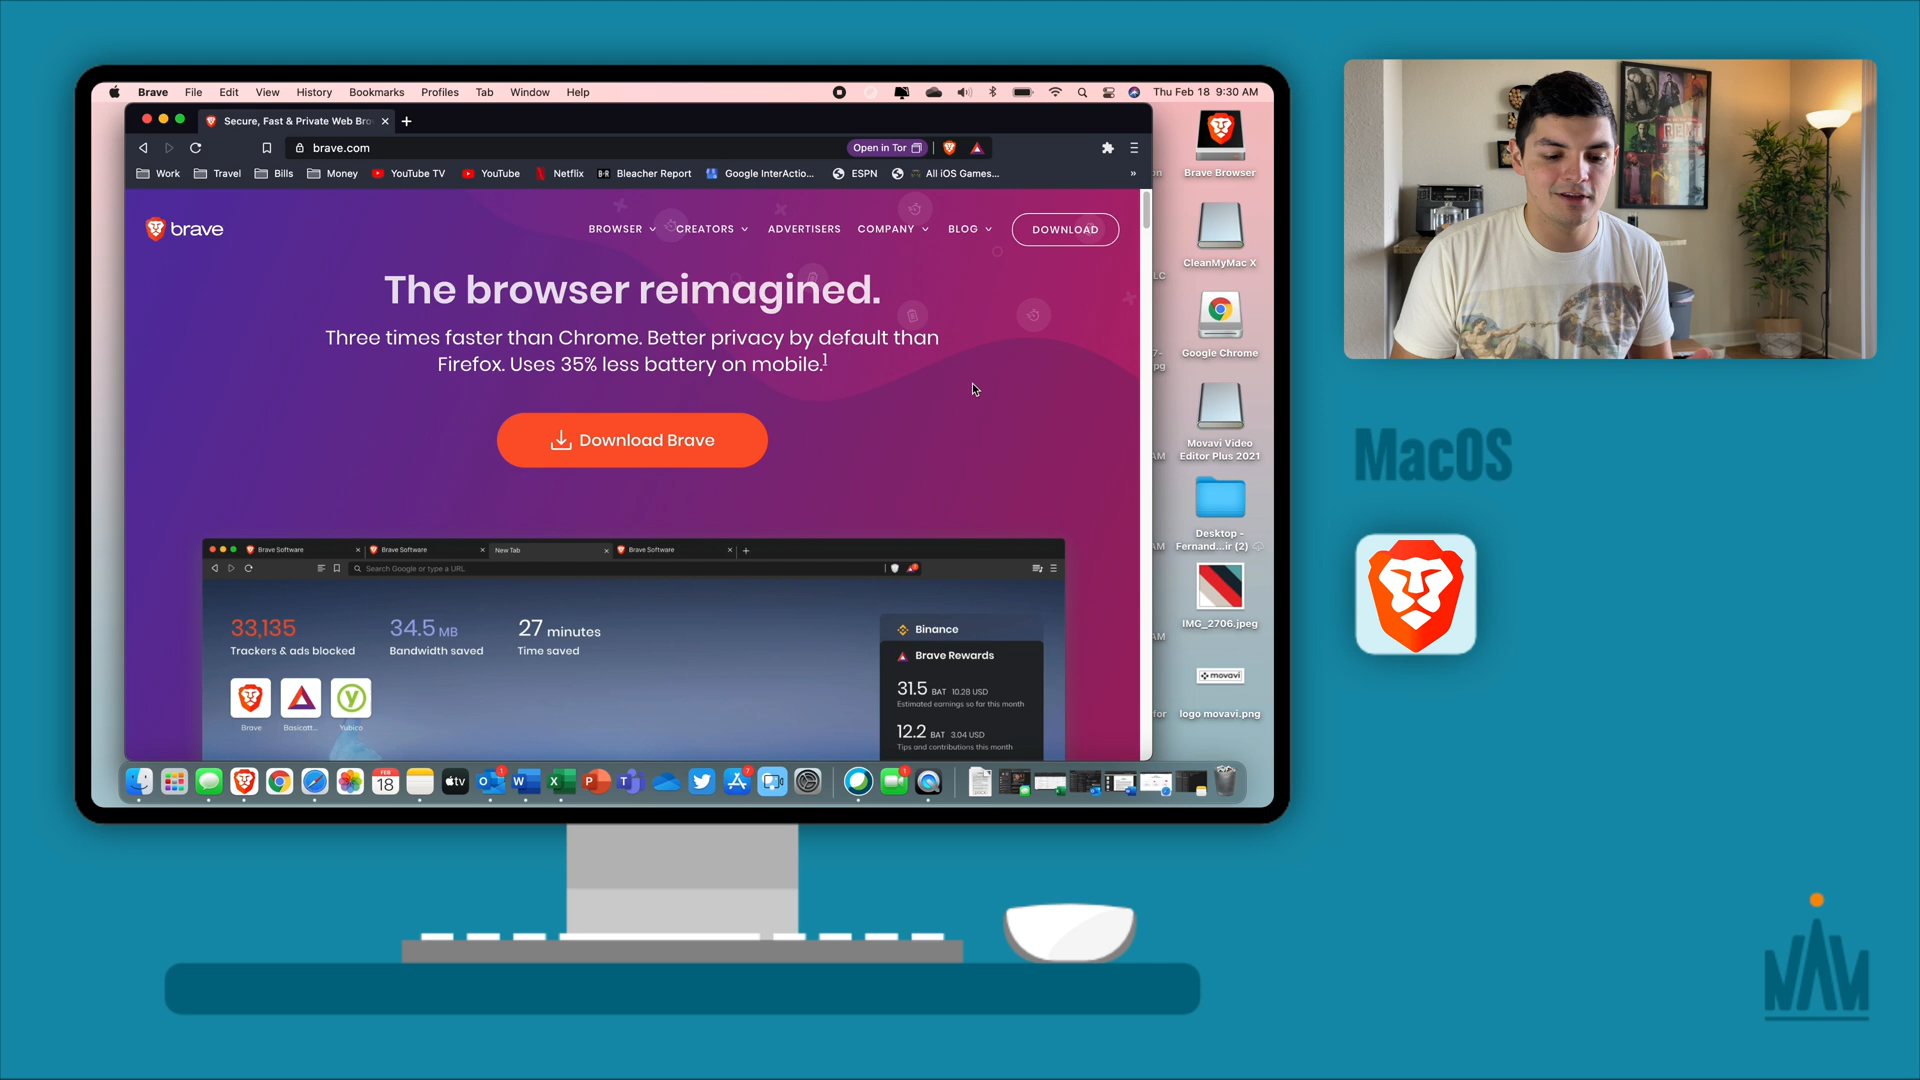 Brave File Edit View History Bookmarks Profiles Tab Window Help
Thu Feb 18 9:30 AM
Secure, Fast & Private Web Bro
brave.com
Open in Tor
Work Travel Bills Money YouTube TV YouTube Netflix B/R Bleacher Report Google InterActio... ESPN All iOS Games... »
brave
BROWSER CREATORS ADVERTISERS COMPANY BLOG DOWNLOAD
The browser reimagined.
Three times faster than Chrome. Better privacy by default than
Firefox. Uses 35% less battery on mobile.1
Download Brave
Brave Software Brave Software New Tab Brave Software
Search Google or type a URL
33,135
Trackers & ads blocked
34.5 MB
Bandwidth saved
27 minutes
Time saved
Brave Basicatt... Yubico
Binance
Brave Rewards
31.5 BAT 10.28 USD
Estimated earnings so far this month
12.2 BAT 3.04 USD
Tips and contributions this month
Brave Browser
CleanMyMac X
Google Chrome
Movavi Video
Editor Plus 2021
Desktop -
Fernand...ir (2)
IMG_2706.jpeg
movavi
logo movavi.png
FEB
18
tv
MacOS